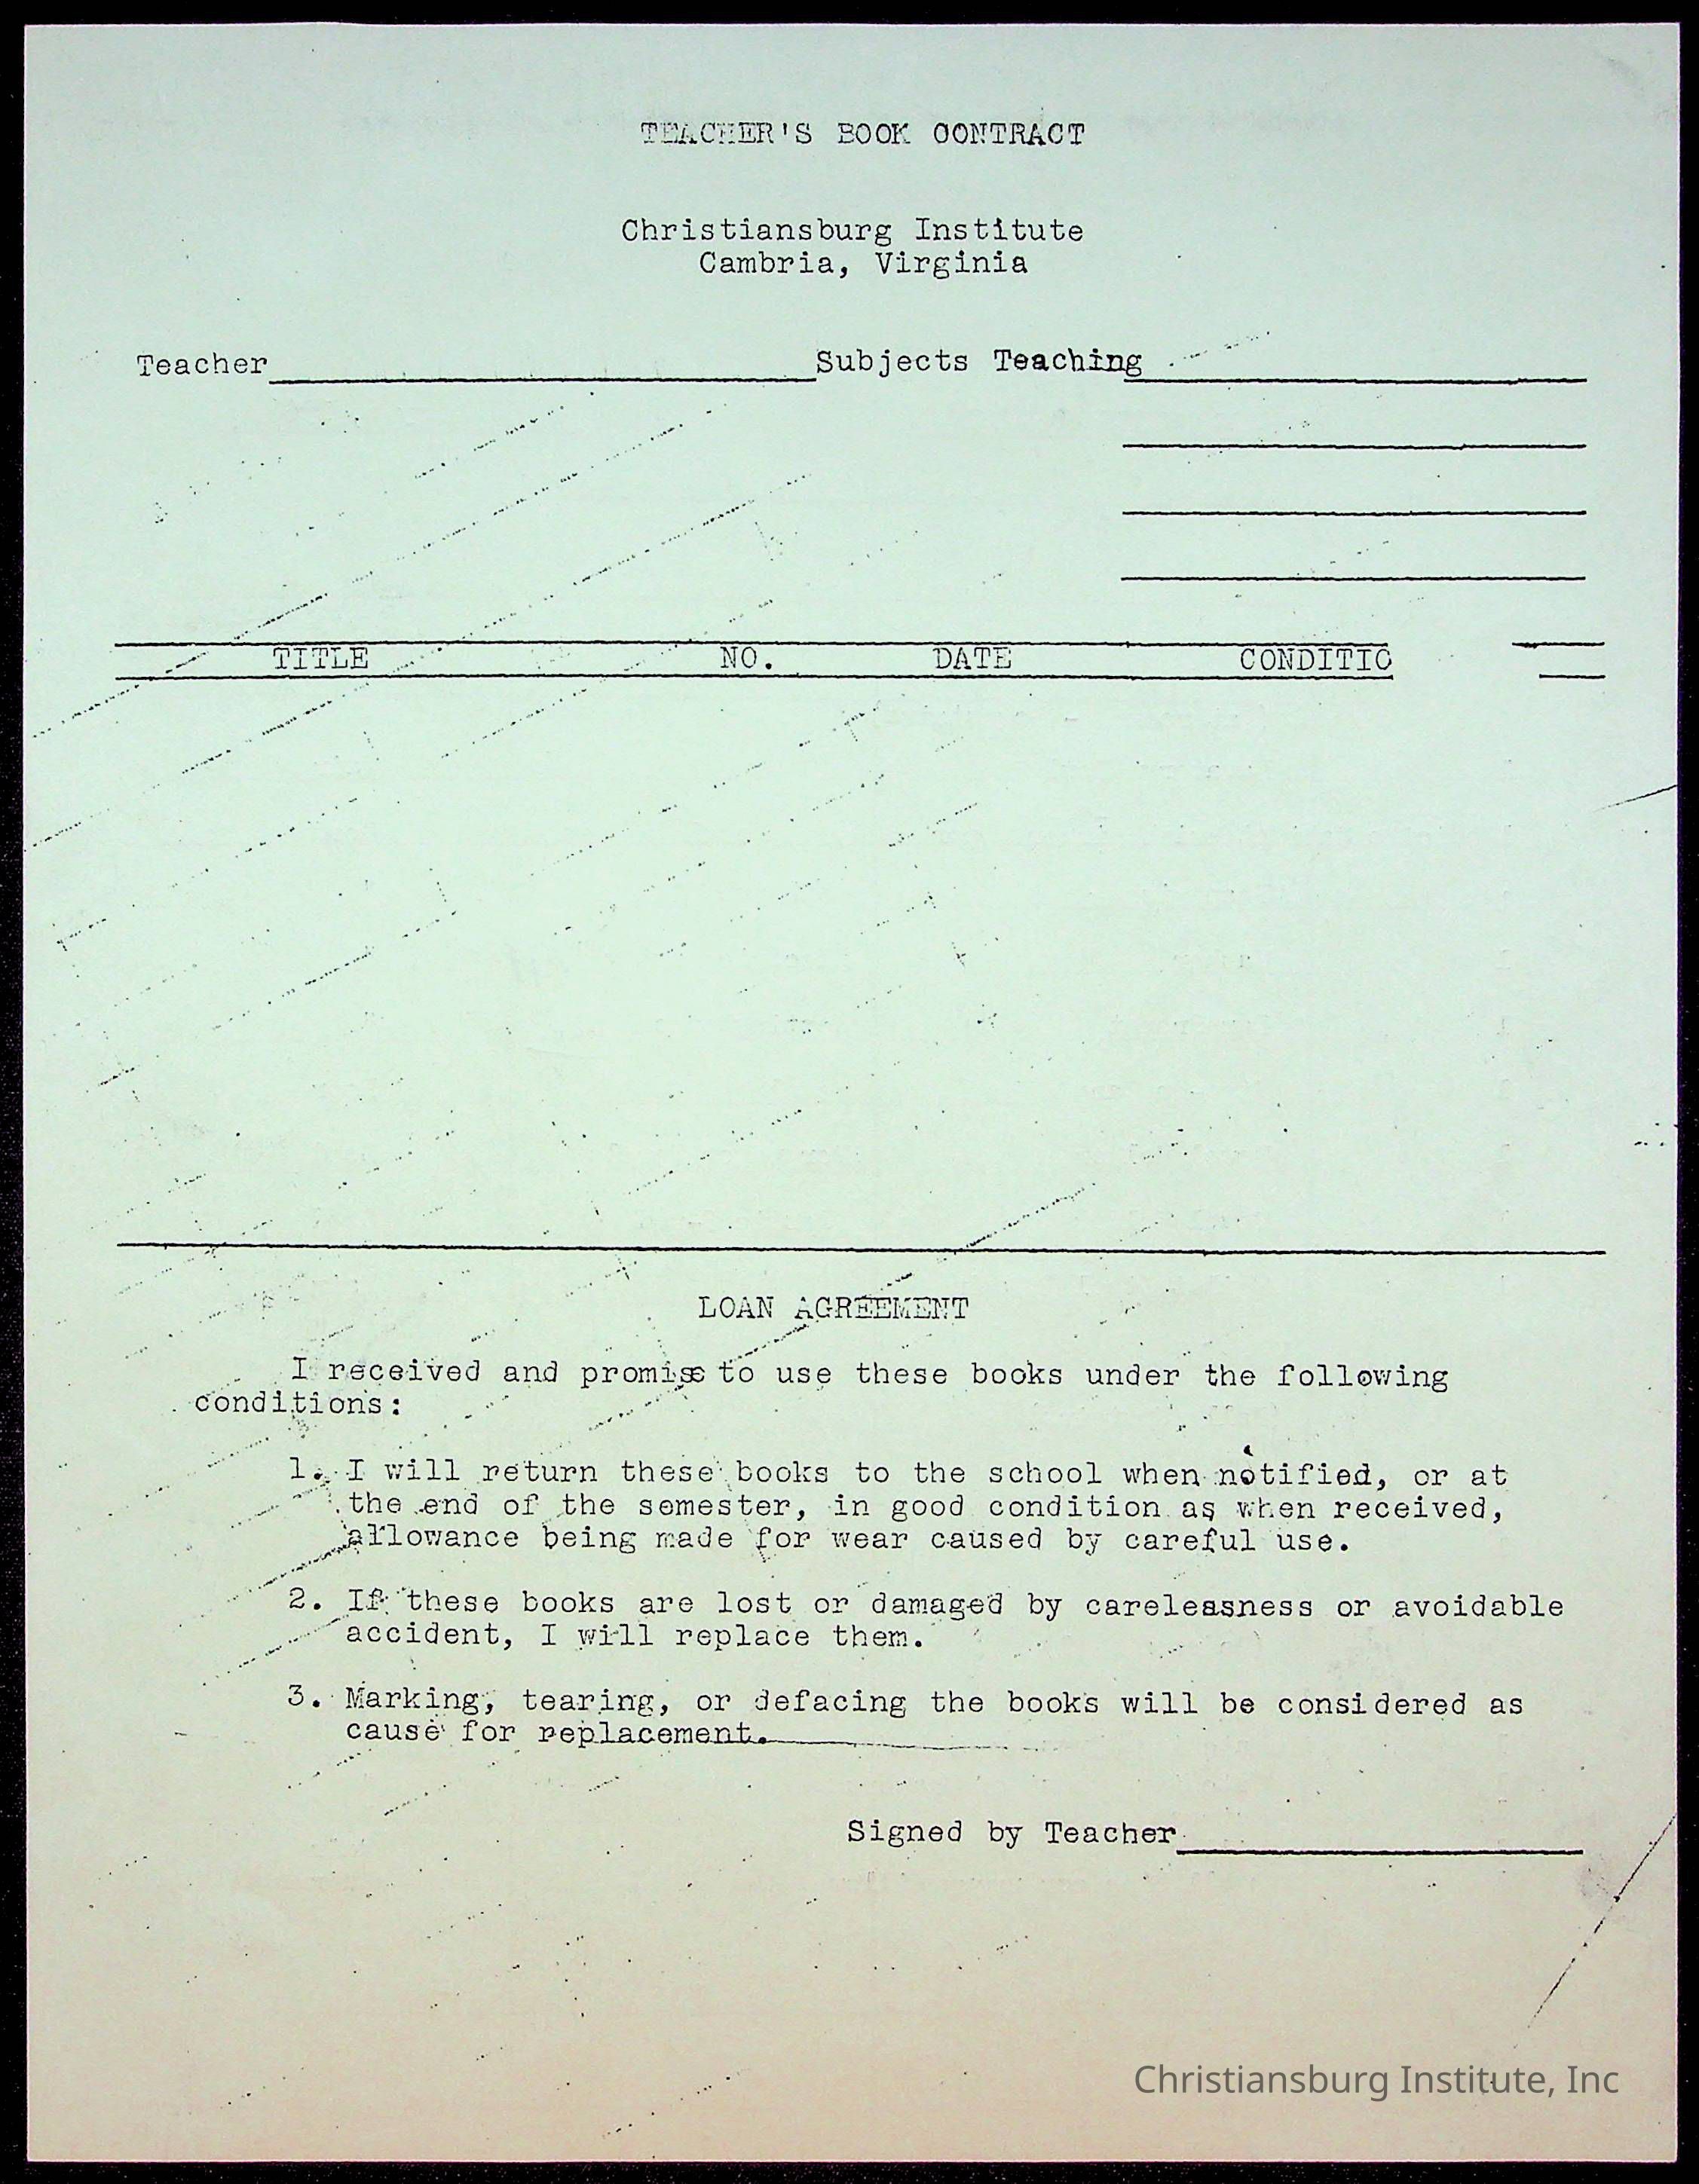 TEACHER'S BOOK CONTRACT
Christiansburg Institute
Cambria, Virginia
Teacher Subjects Teaching
TITLE NO. DATE CONDITIO
LOAN AGREEMENT
I received and promise to use these books under the following
conditions:
1. I will return these books to the school when notified, or at
the end of the semester, in good condition as when received,
allowance being made for wear caused by careful use.
2. If these books are lost or damaged by carelessness or avoidable
accident, I will replace them.
3. Marking, tearing, or defacing the books will be considered as
cause for replacement.
Signed by Teacher
Christiansburg Institute, Inc